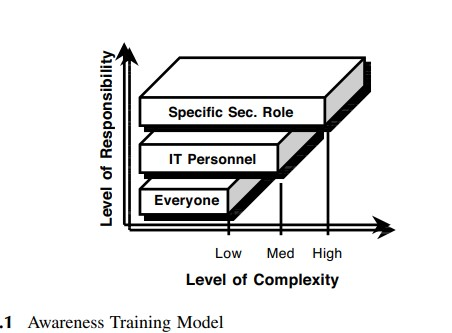 Level of Responsibility
Specific Sec. Role
IT Personnel
Everyone
Low Med High
Level of Complexity
.1 Awareness Training Model